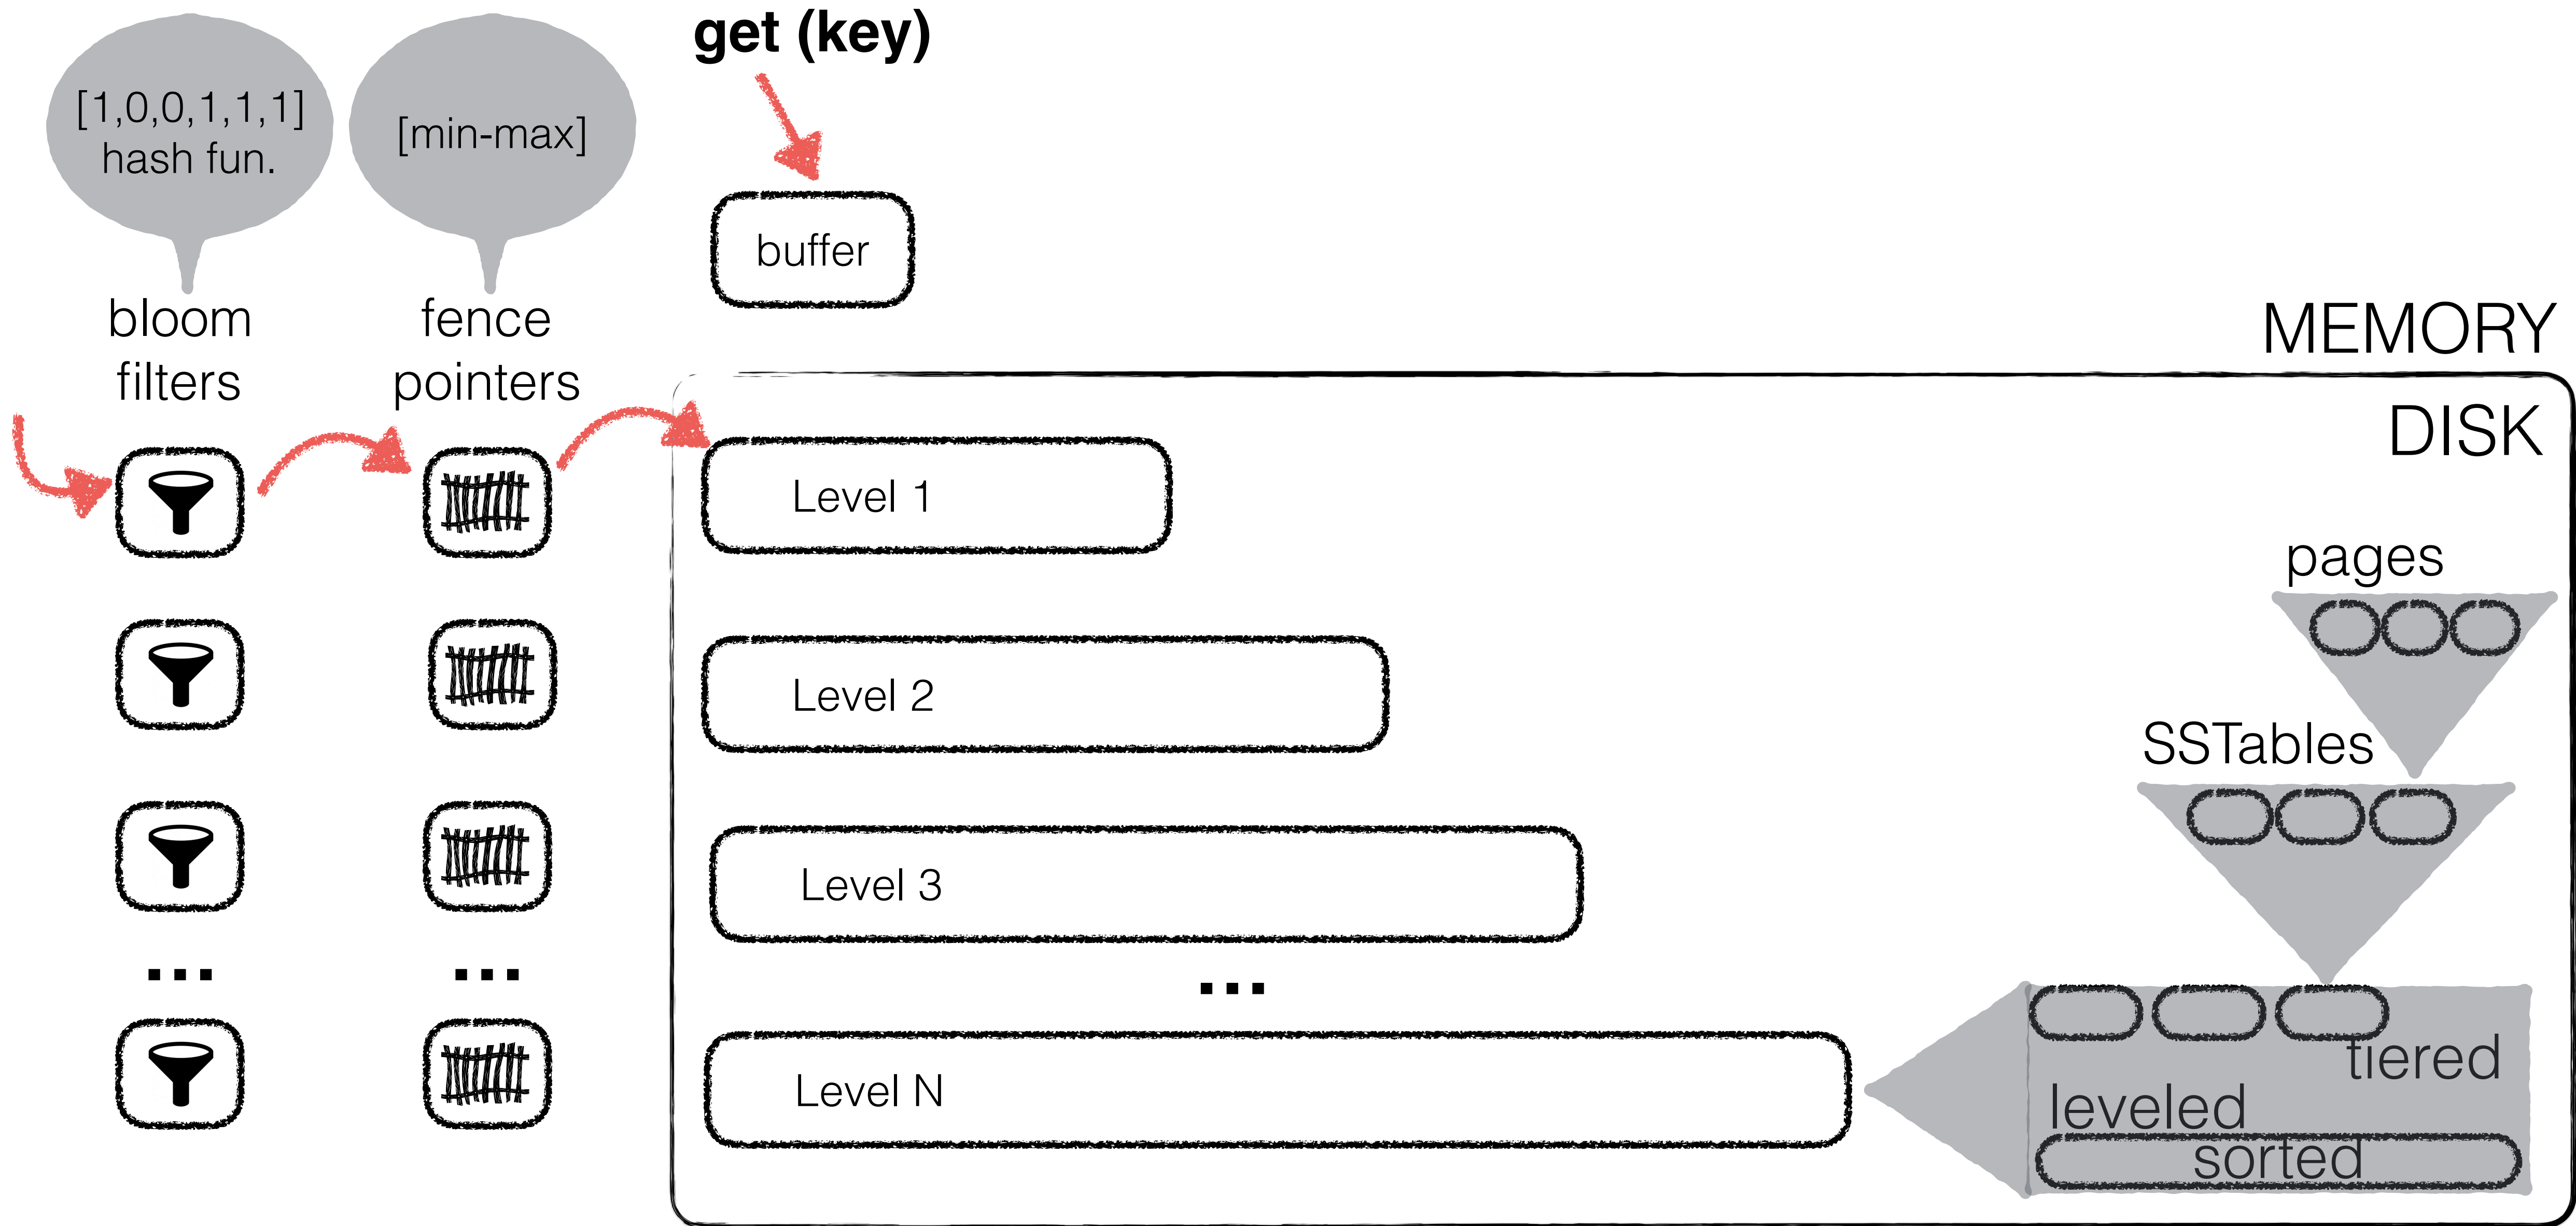 get (key)
[1,0,0,1,1,1]
hash fun.
[min-max]
buffer
bloom
filters
fence
pointers
MEMORY
DISK
Level 1
pages
Level 2
SSTables
Level 3
...
...
...
tiered
Level N
leveled
sorted